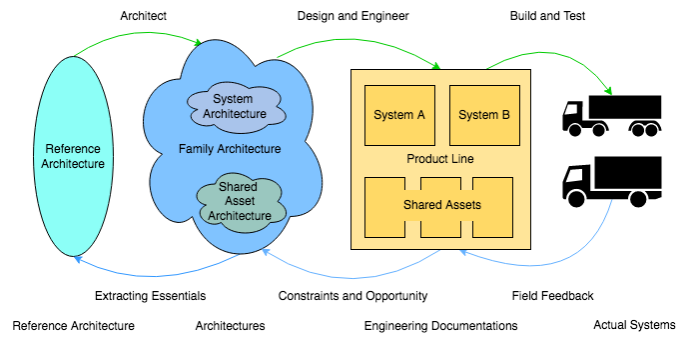 Architect
Design and Engineer
Build and Test
System
Architecture
System A
System B
Reference
Architecture
Family Architecture
Product Line
Shared
Asset
Architecture
Shared Assets
Extracting Essentials
Constraints and Opportunity
Field Feedback
Reference Architecture
Architectures
Engineering Documentations
Actual Systems